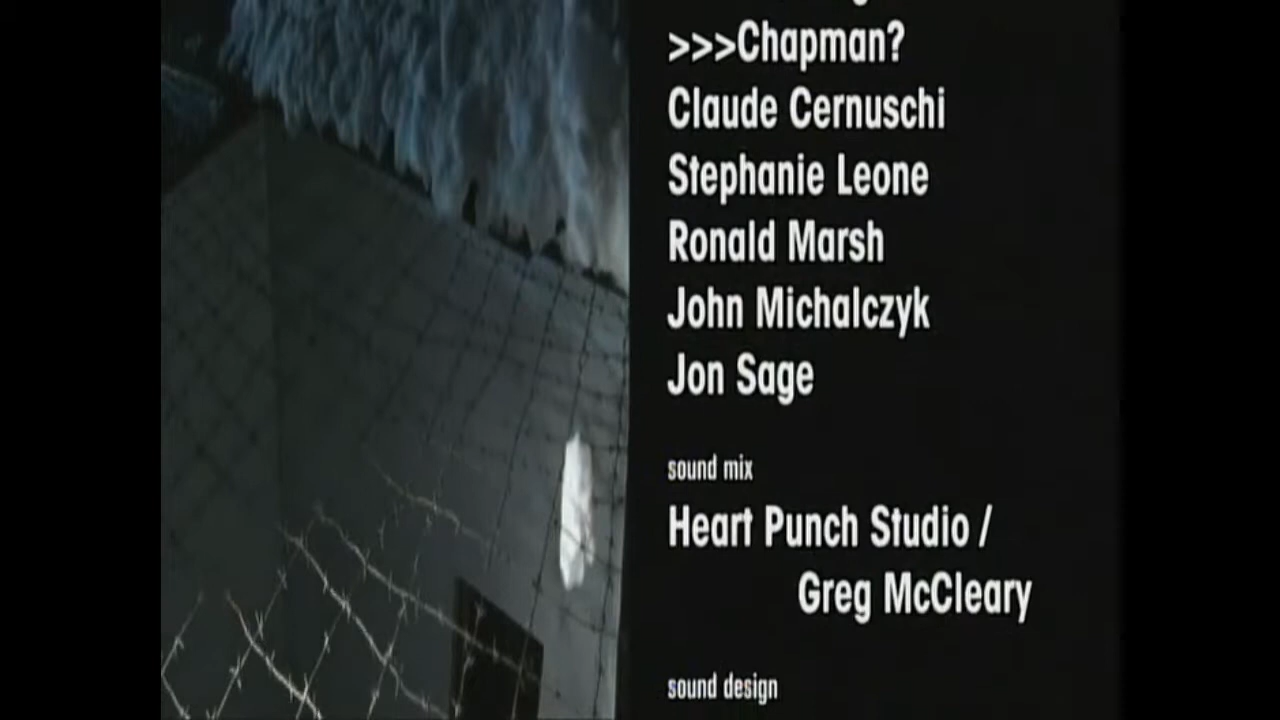 >>>Chapman?
Claude Cernuschi
Stephanie Leone
Ronald Marsh
John Michalczyk
Jon Sage
sound mix
Heart Punch Studio /
Greg McCleary
sound design